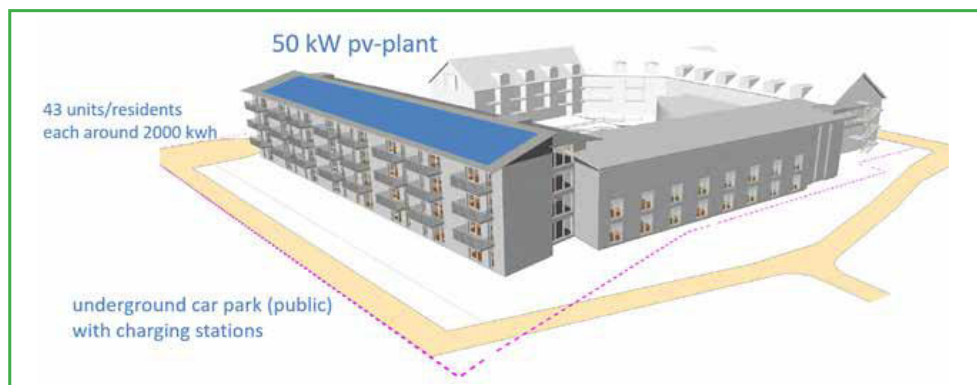 50 kW pv-plant
43 units/residents
each around 2000 kwh
underground car park (public)
with charging stations